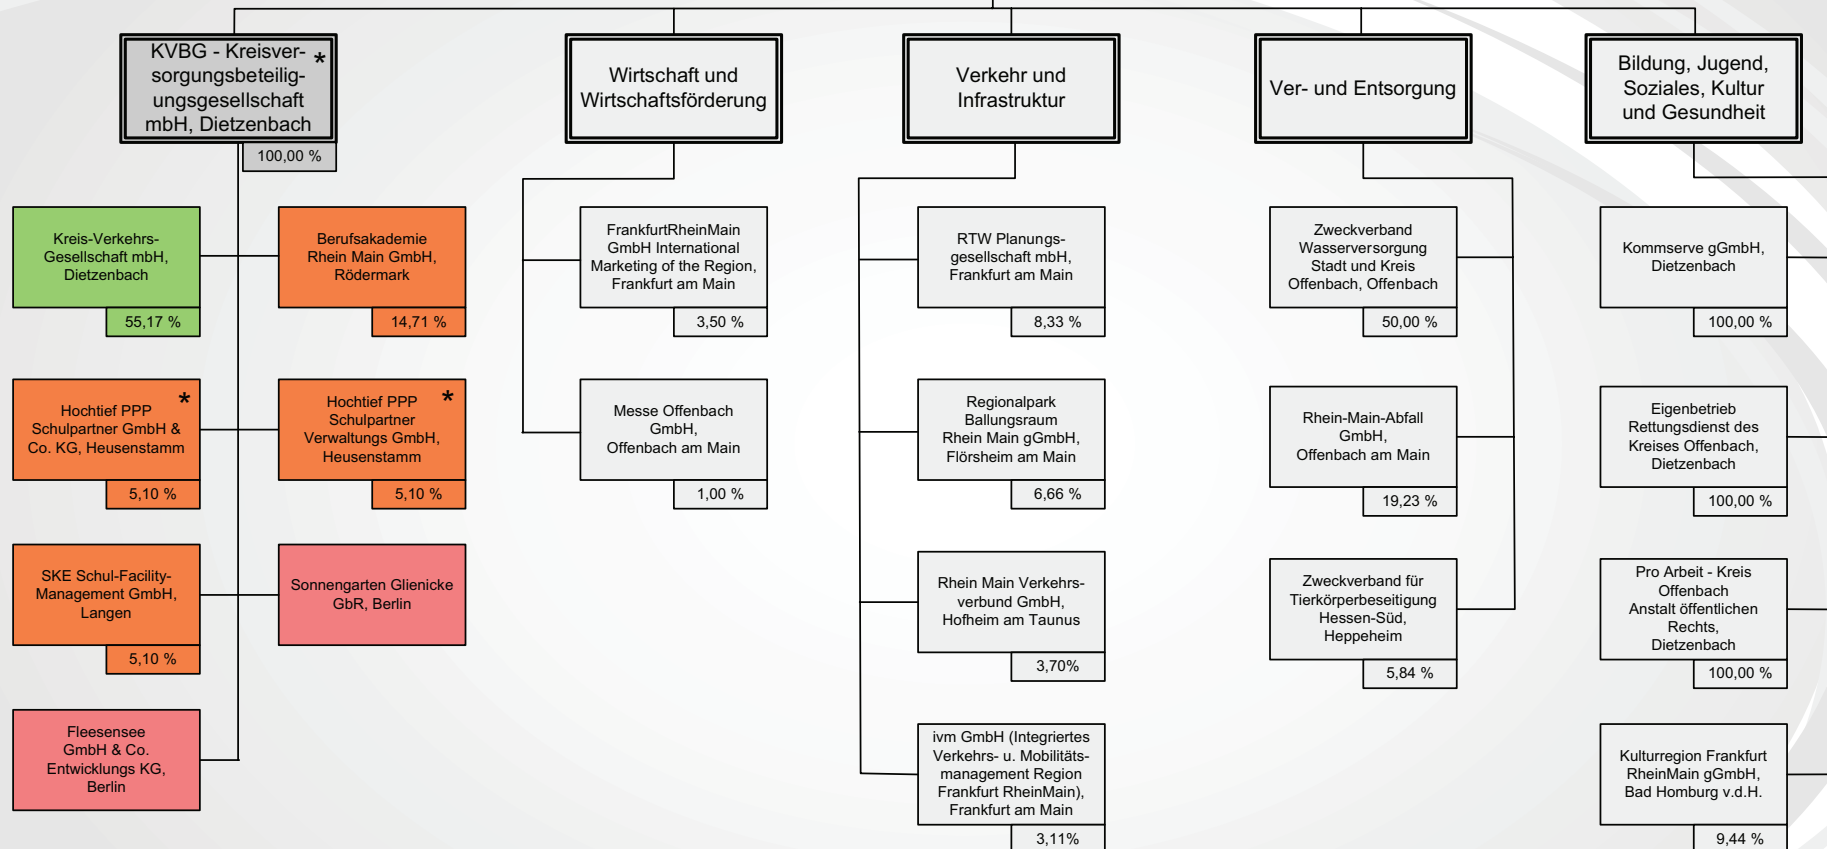 KVBG - Kreisver- *
sorgungsbeteilig-
ungsgesellschaft
mbH, Dietzenbach
100,00 %
Kreis-Verkehrs-
Gesellschaft mbH,
Dietzenbach
55,17 %
Berufsakademie
Rhein Main GmbH,
Rödermark
14,71 %
Hochtief PPP *
Schulpartner GmbH &
Co. KG, Heusenstamm
5,10 %
Hochtief PPP *
Schulpartner
Verwaltungs GmbH,
Heusenstamm
5,10 %
SKE Schul-Facility-
Management GmbH,
Langen
5,10 %
Sonnengarten Glienicke
GbR, Berlin
Fleesensee
GmbH & Co.
Entwicklungs KG,
Berlin
Wirtschaft und
Wirtschaftsförderung
FrankfurtRheinMain
GmbH International
Marketing of the Region,
Frankfurt am Main
3,50 %
Messe Offenbach
GmbH,
Offenbach am Main
1,00 %
Verkehr und
Infrastruktur
RTW Planungs-
gesellschaft mbH,
Frankfurt am Main
8,33 %
Regionalpark
Ballungsraum
Rhein Main gGmbH,
Flörsheim am Main
6,66 %
Rhein Main Verkehrs-
verbund GmbH,
Hofheim am Taunus
3,70%
ivm GmbH (Integriertes
Verkehrs- u. Mobilitäts-
management Region
Frankfurt RheinMain),
Frankfurt am Main
3,11%
Ver- und Entsorgung
Zweckverband
Wasserversorgung
Stadt und Kreis
Offenbach, Offenbach
50,00 %
Rhein-Main-Abfall
GmbH,
Offenbach am Main
19,23 %
Zweckverband für
Tierkörperbeseitigung
Hessen-Süd,
Heppeheim
5,84 %
Bildung, Jugend,
Soziales, Kultur
und Gesundheit
Kommserve gGmbH,
Dietzenbach
100,00 %
Eigenbetrieb
Rettungsdienst des
Kreises Offenbach,
Dietzenbach
100,00 %
Pro Arbeit - Kreis
Offenbach
Anstalt öffentlichen
Rechts,
Dietzenbach
100,00 %
Kulturregion Frankfurt
RheinMain gGmbH,
Bad Homburg v.d.H.
9,44 %